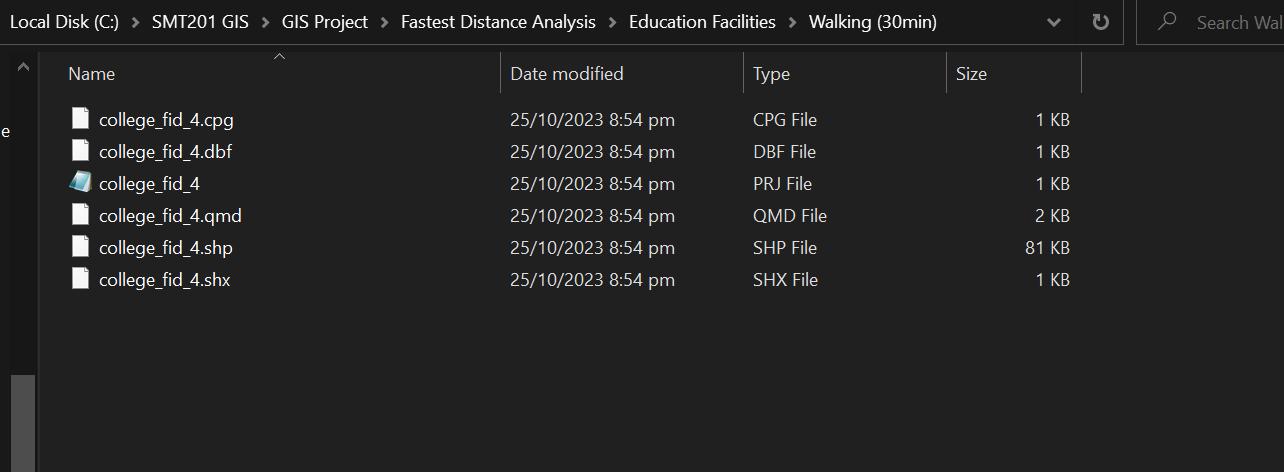 Local Disk (C:) > SMT201 GIS > GIS Project > Fastest Distance Analysis > Education Facilities > Walking (30min)
Search Wal
Name Date modified Type Size
e
college_fid_4.cpg 25/10/2023 8:54 pm CPG File 1 KB
college_fid_4.dbf 25/10/2023 8:54 pm DBF File 1 KB
college_fid_4 25/10/2023 8:54 pm PRJ File 1 KB
college_fid_4.qmd 25/10/2023 8:54 pm QMD File 2 KB
college_fid_4.shp 25/10/2023 8:54 pm SHP File 81 KB
college_fid_4.shx 25/10/2023 8:54 pm SHX File 1 KB